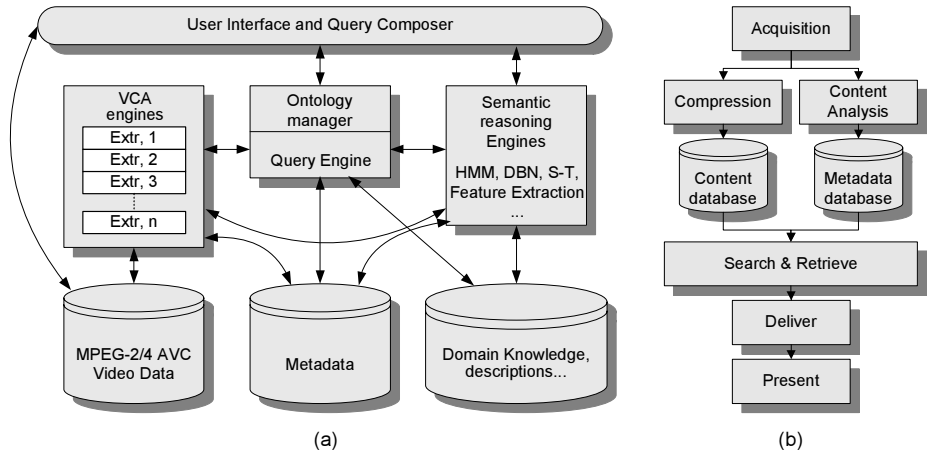 User Interface and Query Composer
VCA
engines
Extr, 1
Extr, 2
Extr, 3
Extr, n
Ontology
manager
Query Engine
Semantic
reasoning
Engines
HMM, DBN, S-T,
Feature Extraction
...
MPEG-2/4 AVC
Video Data
Metadata
Domain Knowledge,
descriptions...
(a)
Acquisition
Compression
Content
Analysis
Content
database
Metadata
database
Search & Retrieve
Deliver
Present
(b)